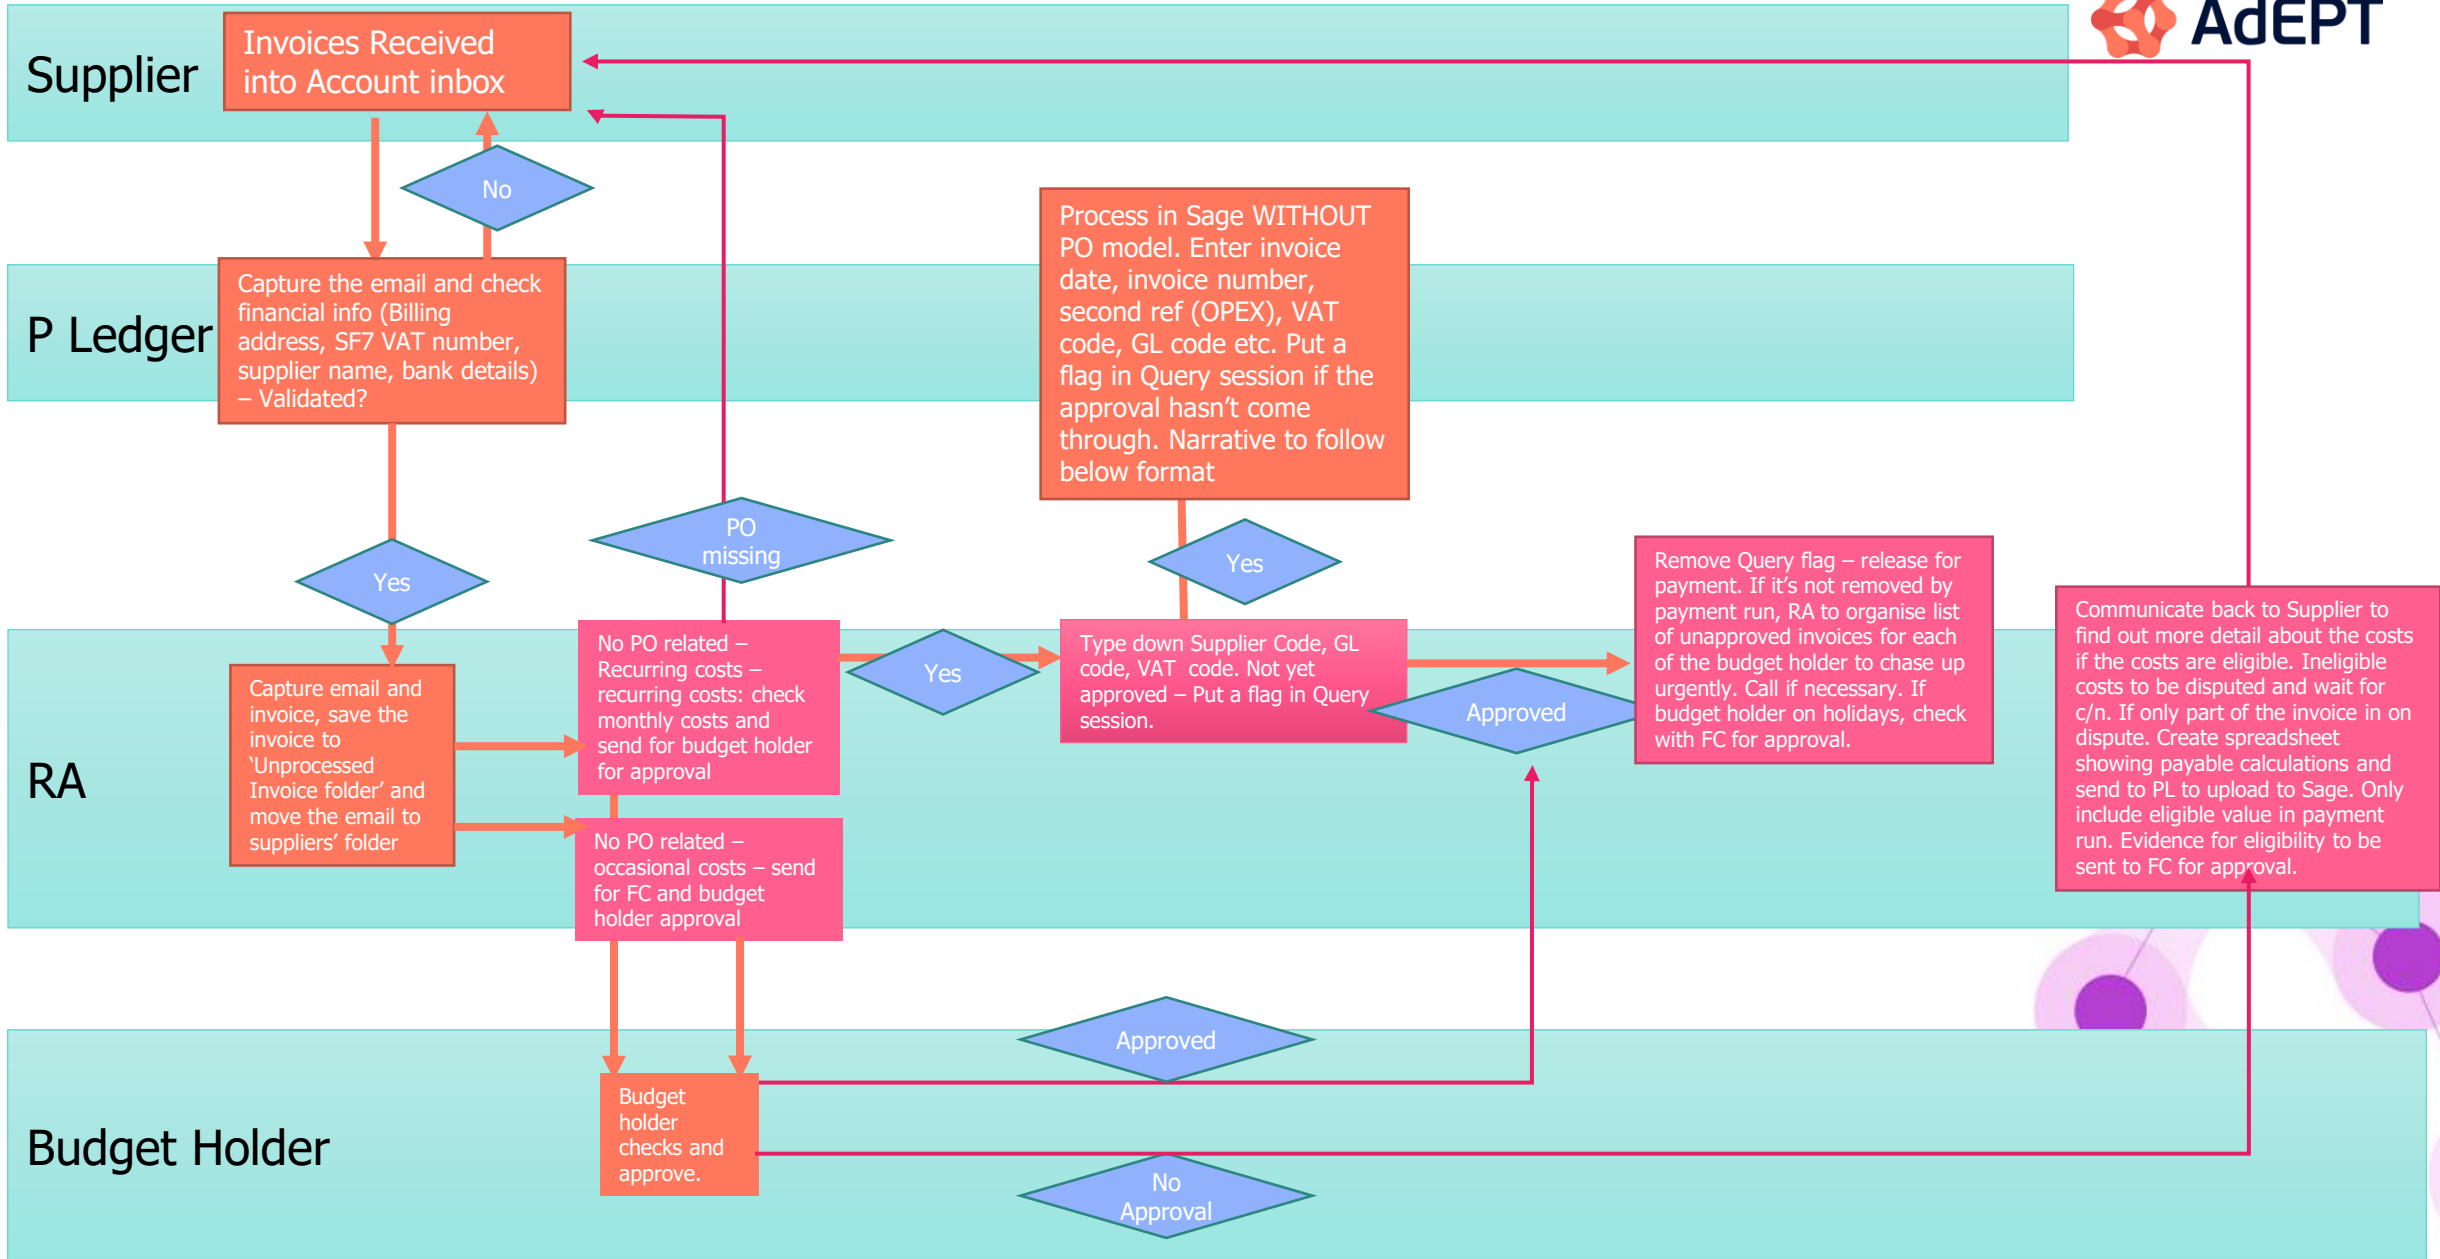 AdEPT
Supplier
Invoices Received
into Account inbox
No
P Ledger
Capture the email and check
financial info (Billing
address, SF7 VAT number,
supplier name, bank details)
– Validated?
Process in Sage WITHOUT
PO model. Enter invoice
date, invoice number,
second ref (OPEX), VAT
code, GL code etc. Put a
flag in Query session if the
approval hasn’t come
through. Narrative to follow
below format
Yes
PO
missing
Yes
RA
Capture email and
invoice, save the
invoice to
‘Unprocessed
Invoice folder’ and
move the email to
suppliers’ folder
No PO related –
Recurring costs –
recurring costs: check
monthly costs and
send for budget holder
for approval
No PO related –
occasional costs – send
for FC and budget
holder approval
Yes
Type down Supplier Code, GL
code, VAT  code. Not yet
approved – Put a flag in Query
session.
Approved
Remove Query flag – release for
payment. If it’s not removed by
payment run, RA to organise list
of unapproved invoices for each
of the budget holder to chase up
urgently. Call if necessary. If
budget holder on holidays, check
with FC for approval.
Communicate back to Supplier to
find out more detail about the costs
if the costs are eligible. Ineligible
costs to be disputed and wait for
c/n. If only part of the invoice in on
dispute. Create spreadsheet
showing payable calculations and
send to PL to upload to Sage. Only
include eligible value in payment
run. Evidence for eligibility to be
sent to FC for approval.
Budget Holder
Budget
holder
checks and
approve.
Approved
No
Approval